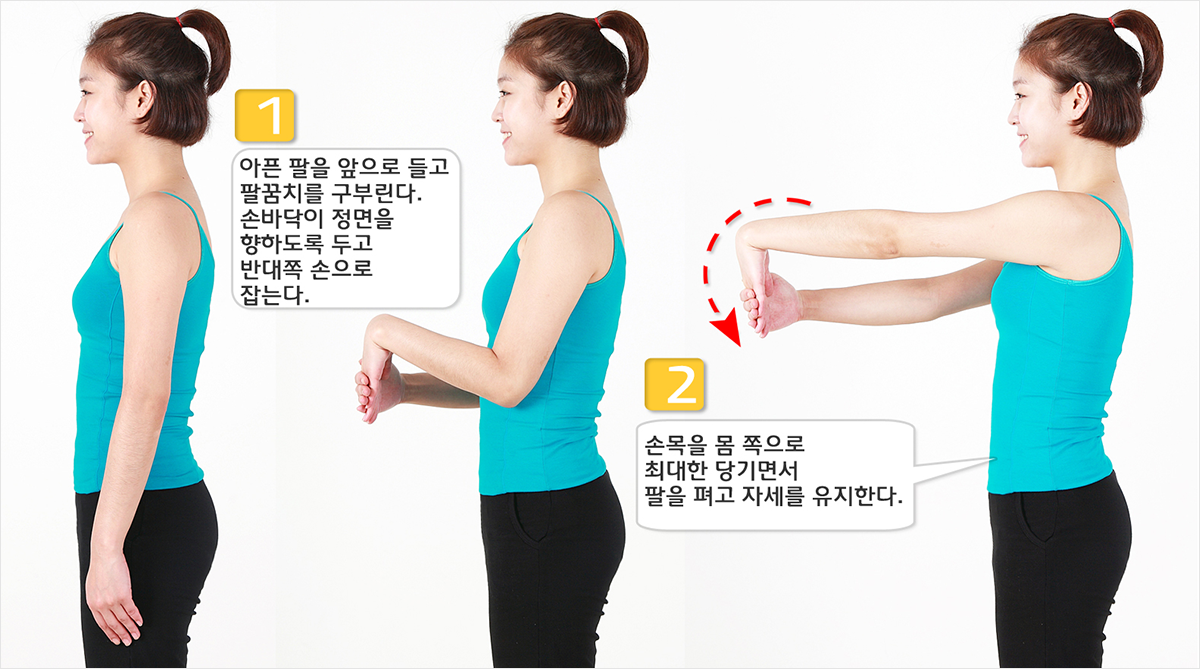 1
아픈 팔을 앞으로 들고
팔꿈치를 구부린다.
손바닥이 정면을
향하도록 두고
반대쪽 손으로
잡는다.
2
손목을 몸 쪽으로
최대한 당기면서
팔을 펴고 자세를 유지한다.